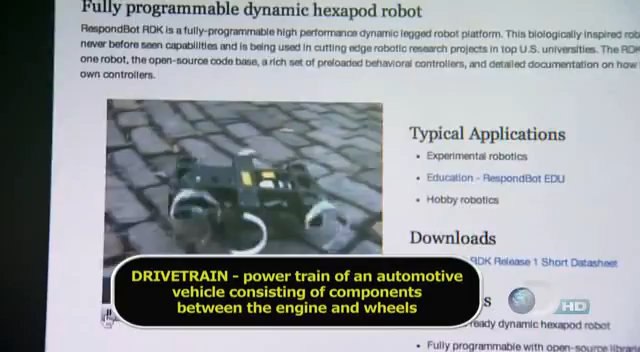 Fully programmable dynamic hexapod robot
RespondBot RDK is a fully-programmable high performance dynamic legged robot platform. This biologically inspired
never before seen capabilities and is being used in cutting edge robotic research projects in top U.S. universities. The
one robot, the open-source code base, a rich set of preloaded behavioral controllers, and detailed documentation on how
own controllers.
Typical Applications
• Experimental robotics
• Education - RespondBot EDU
• Hobby robotics
Downloads
RDK Release 1 Short Datasheet
DRIVETRAIN - power train of an automotive
vehicle consisting of components
between the engine and wheels
HD
ready dynamic hexapod robot
• Fully programmable with open-source